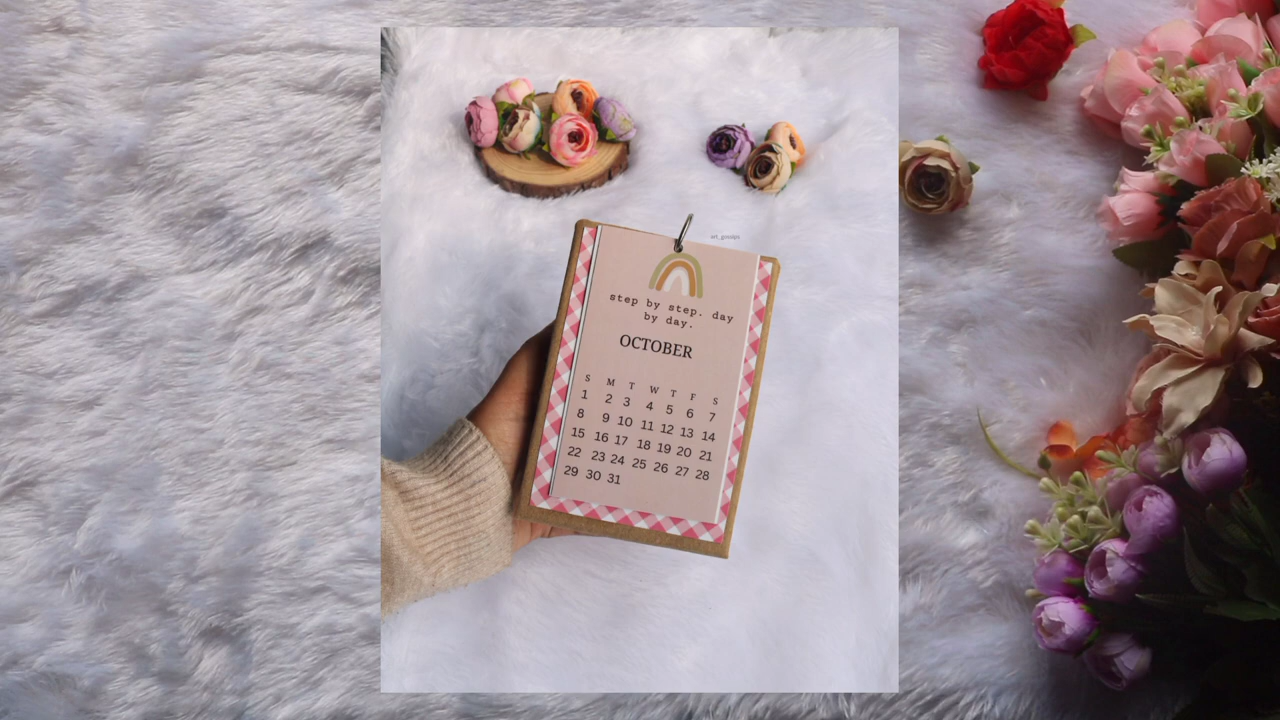 art_gossips
step by step. day
by day.
OCTOBER
S M T W T F S
1 2 3 4 5 6 7
8 9 10 11 12 13 14
15 16 17 18 19 20 21
22 23 24 25 26 27 28
29 30 31